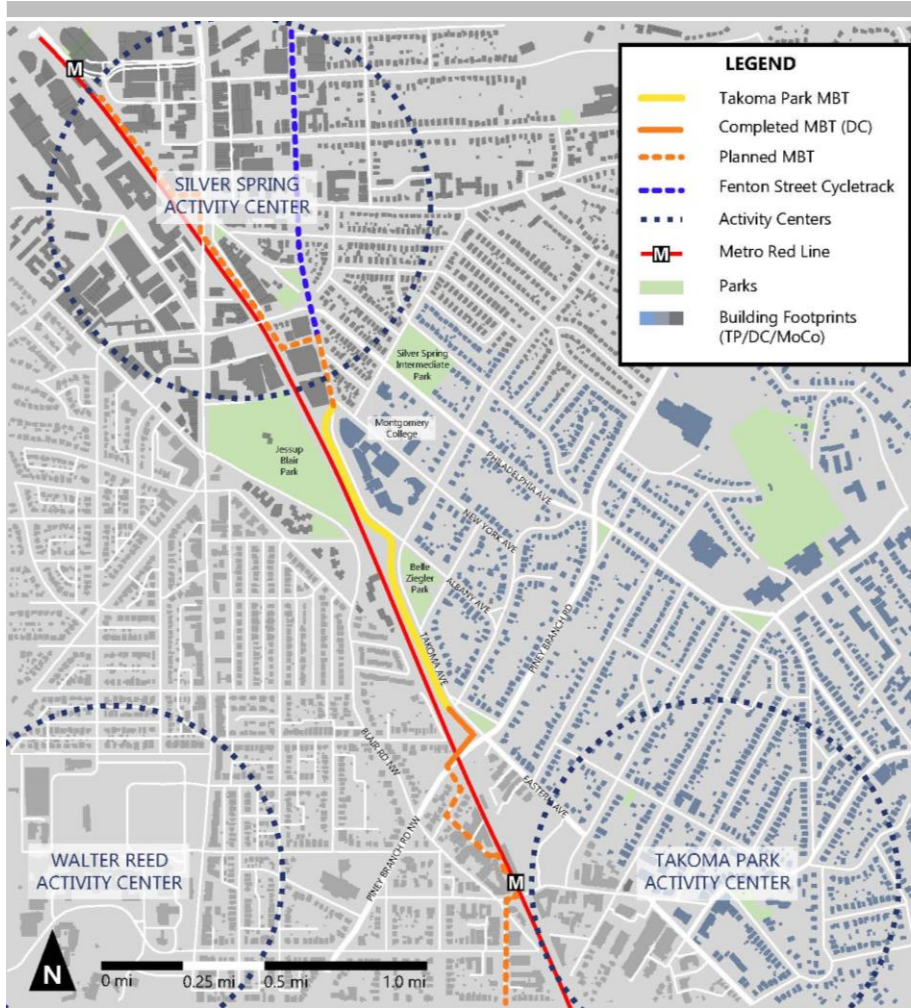 M
SILVER SPRING
ACTIVITY CENTER
LEGEND
Takoma Park MBT
Completed MBT (DC)
Planned MBT
Fenton Street Cycletrack
Activity Centers
M
Metro Red Line
Parks
Building Footprints
(TP/DC/MoCo)
Silver Spring
Intermediate
Park
Montgomery
College
Jessup
Blair
Park
PHILADELPHIA AVE
NEW YORK AVE
Belle
Ziegler
Park
ALBANY AVE
PINEY BRANCH RD
TAKOMA AVE
BLAIR RD NW
EASTERN AVE
PINEY BRANCH RD NW
WALTER REED
ACTIVITY CENTER
M
TAKOMA PARK
ACTIVITY CENTER
N
0 mi 0.25 mi 0.5 mi 1.0 mi